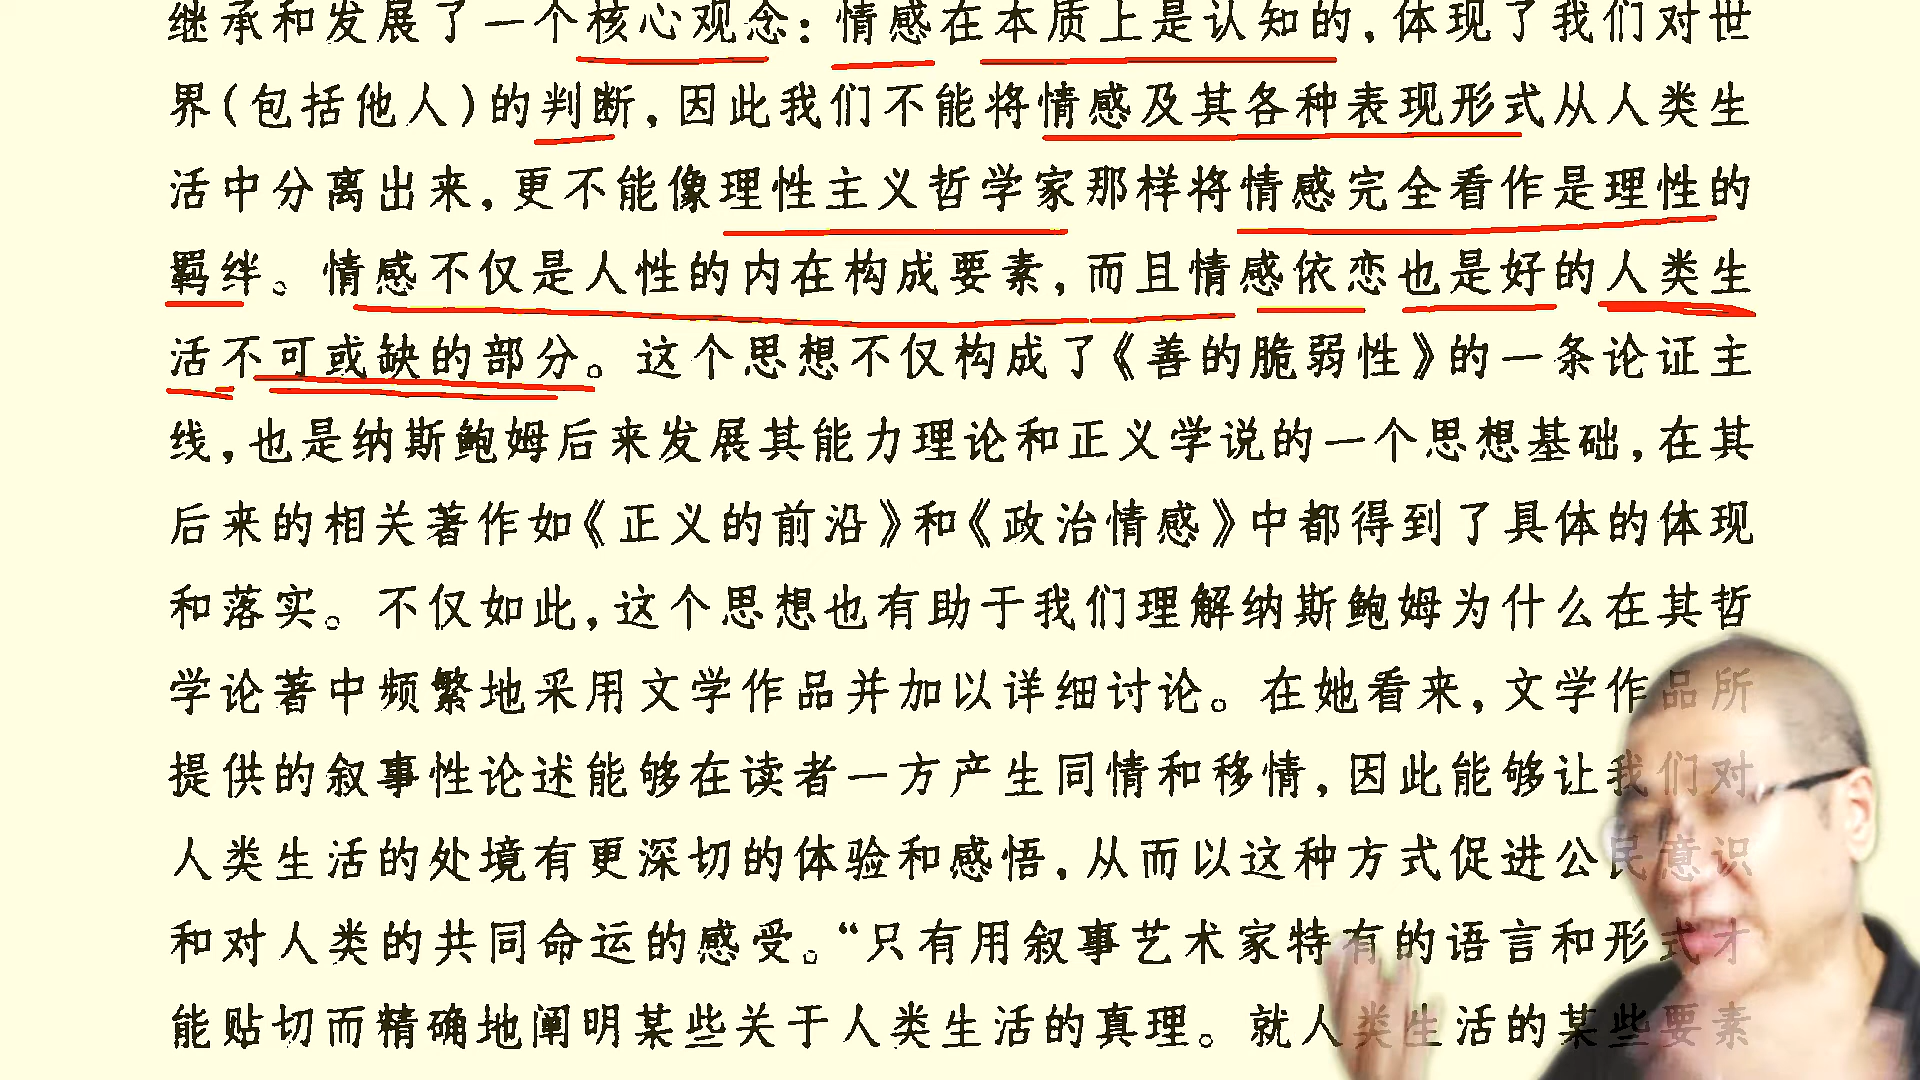 继承和发展了一个核心观念:情感在本质上是认知的,体现了我们对世
界(包括他人)的判断,因此我们不能将情感及其各种表现形式从人类生
活中分离出来,更不能像理性主义哲学家那样将情感完全看作是理性的
羁绊。情感不仅是人性的内在构成要素,而且情感依恋也是好的人类生
活不可或缺的部分。这个思想不仅构成了《善的脆弱性》的一条论证主
线,也是纳斯鲍姆后来发展其能力理论和正义学说的一个思想基础,在其
后来的相关著作如《正义的前沿》和《政治情感》中都得到了具体的体现
和落实。不仅如此,这个思想也有助于我们理解纳斯鲍姆为什么在其哲
学论著中频繁地采用文学作品并加以详细讨论。在她看来,文学作品所
提供的叙事性论述能够在读者一方产生同情和移情,因此能够让我们对
人类生活的处境有更深切的体验和感悟,从而以这种方式促进公民意识
和对人类的共同命运的感受。“只有用叙事艺术家特有的语言和形式才
能贴切而精确地阐明某些关于人类生活的真理。就人类生活的某些要素